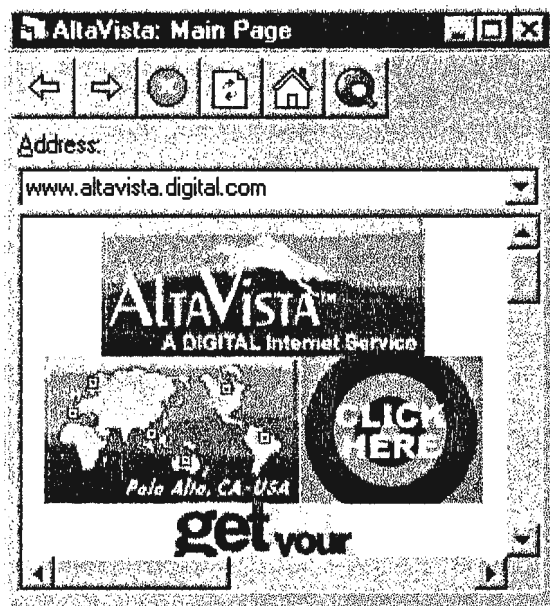 AltaVista: Main Page
Address:
www.altavista.digital.com
ALTAVISTA™
A DIGITAL Internet Service
Palo Alto, CA-USA
CLICK
HERE
get your